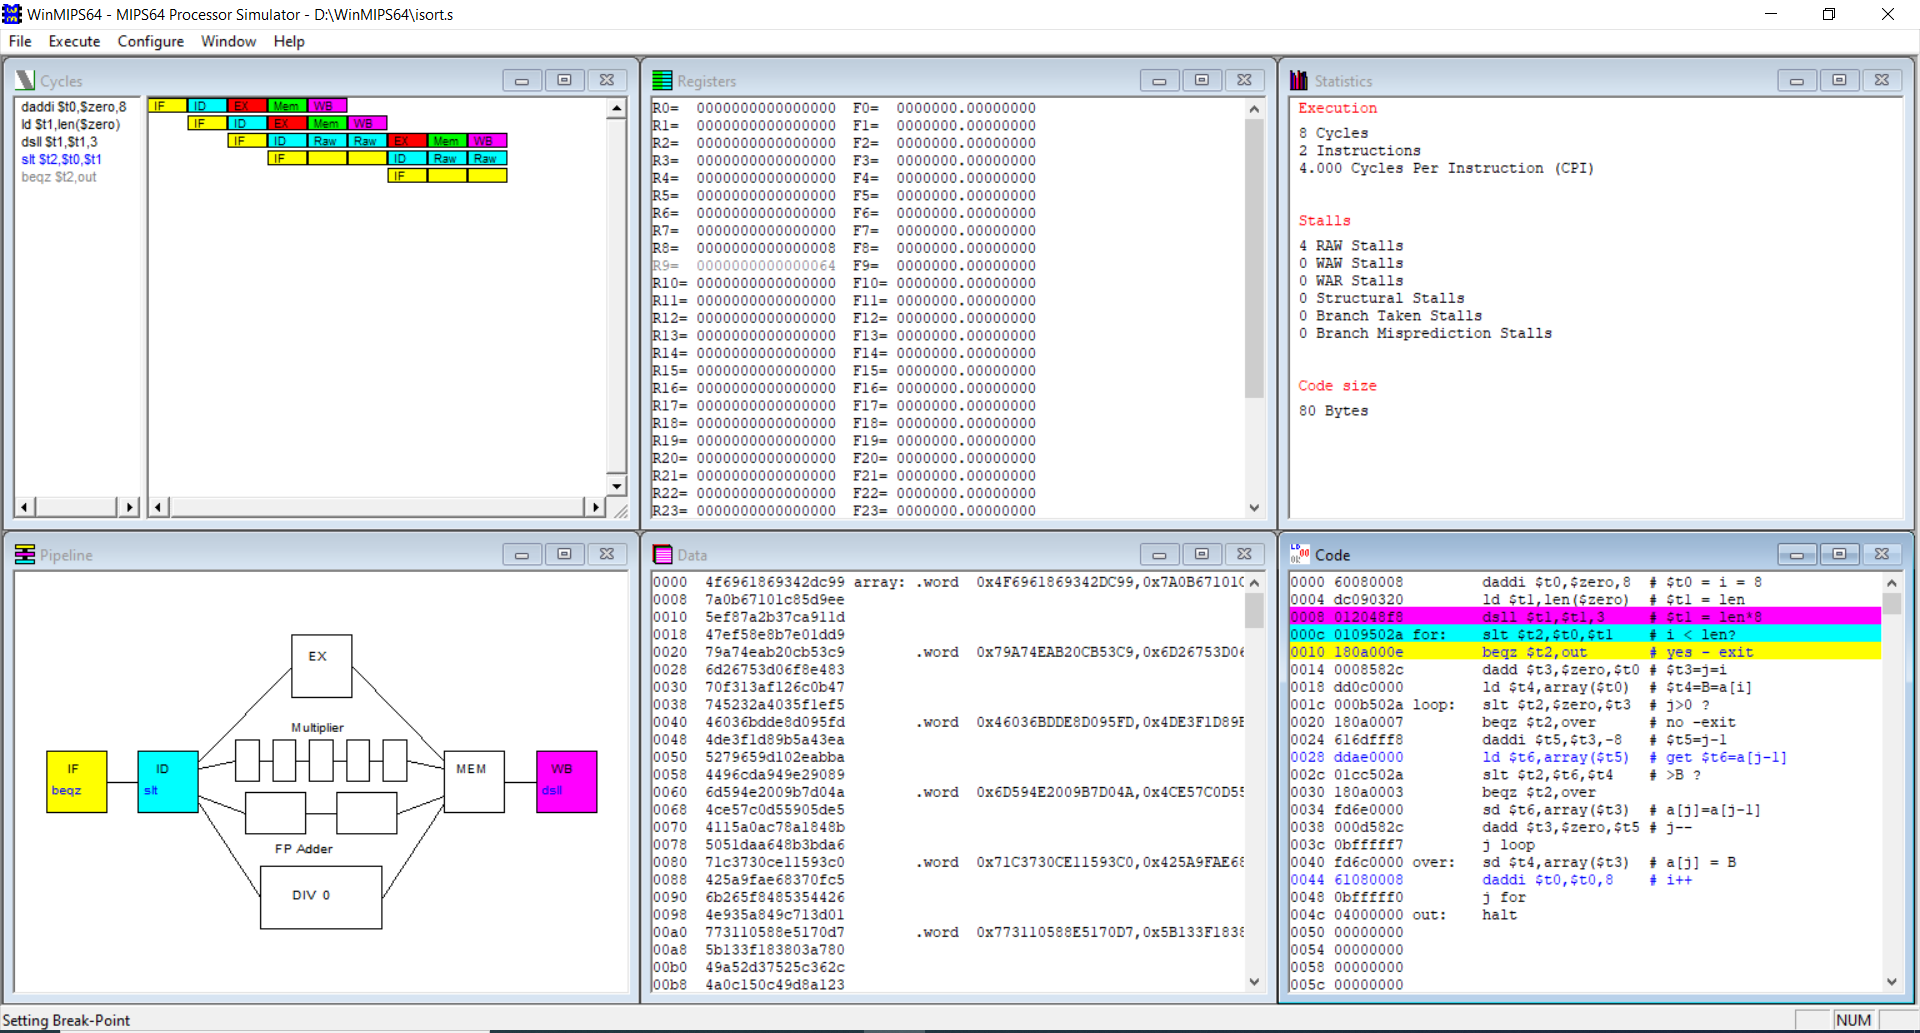 WinMIPS64 - MIPS64 Processor Simulator - D:\WinMIPS64\isort.s
File Execute Configure Window Help
Cycles
daddi $t0,$zero,8
ld $t1,len($zero)
dsll $t1,$t1,3
slt $t2,$t0,$t1
beqz $t2,out
IF ID EX Mem WB
IF ID EX Mem WB
IF ID Raw Raw EX Mem WB
IF ID Raw Raw
IF
Registers
R0= 0000000000000000 F0= 0000000.00000000
R1= 0000000000000000 F1= 0000000.00000000
R2= 0000000000000000 F2= 0000000.00000000
R3= 0000000000000000 F3= 0000000.00000000
R4= 0000000000000000 F4= 0000000.00000000
R5= 0000000000000000 F5= 0000000.00000000
R6= 0000000000000000 F6= 0000000.00000000
R7= 0000000000000000 F7= 0000000.00000000
R8= 0000000000000008 F8= 0000000.00000000
R9= 0000000000000064 F9= 0000000.00000000
R10= 0000000000000000 F10= 0000000.00000000
R11= 0000000000000000 F11= 0000000.00000000
R12= 0000000000000000 F12= 0000000.00000000
R13= 0000000000000000 F13= 0000000.00000000
R14= 0000000000000000 F14= 0000000.00000000
R15= 0000000000000000 F15= 0000000.00000000
R16= 0000000000000000 F16= 0000000.00000000
R17= 0000000000000000 F17= 0000000.00000000
R18= 0000000000000000 F18= 0000000.00000000
R19= 0000000000000000 F19= 0000000.00000000
R20= 0000000000000000 F20= 0000000.00000000
R21= 0000000000000000 F21= 0000000.00000000
R22= 0000000000000000 F22= 0000000.00000000
R23= 0000000000000000 F23= 0000000.00000000
Statistics
Execution
8 Cycles
2 Instructions
4.000 Cycles Per Instruction (CPI)
Stalls
4 RAW Stalls
0 WAW Stalls
0 WAR Stalls
0 Structural Stalls
0 Branch Taken Stalls
0 Branch Misprediction Stalls
Code size
80 Bytes
Pipeline
EX
Multiplier
IF
beqz
ID
slt
MEM
WB
dsll
FP Adder
DIV 0
Data
0000 4f6961869342dc99 array: .word 0x4F6961869342DC99,0x7A0B67101C
0008 7a0b67101c85d9ee
0010 5ef87a2b37ca911d
0018 47ef58e8b7e01dd9
0020 79a74eab20cb53c9 .word 0x79A74EAB20CB53C9,0x6D26753D06
0028 6d26753d06f8e483
0030 70f313af126c0b47
0038 745232a4035f1ef5
0040 46036bdde8d095fd .word 0x46036BDDE8D095FD,0x4DE3F1D89B
0048 4de3f1d89b5a43ea
0050 5279659d102eabba
0058 4496cda949e29089
0060 6d594e2009b7d04a .word 0x6D594E2009B7D04A,0x4CE57C0D55
0068 4ce57c0d55905de5
0070 4115a0ac78a1848b
0078 5051daa648b3bda6
0080 71c3730ce11593c0 .word 0x71C3730CE11593C0,0x425A9FAE68
0088 425a9fae68370fc5
0090 6b265f8485354426
0098 4e935a849c713d01
00a0 773110588e5170d7 .word 0x773110588E5170D7,0x5B133F1838
00a8 5b133f183803a780
00b0 49a52d37525c362c
00b8 4a0c150c49d8a123
Code
0000 60080008 daddi $t0,$zero,8 # $t0 = i = 8
0004 dc090320 ld $t1,len($zero) # $t1 = len
0008 012048f8 dsll $t1,$t1,3 # $t1 = len*8
000c 0109502a for: slt $t2,$t0,$t1 # i < len?
0010 180a000e beqz $t2,out # yes - exit
0014 0008582c dadd $t3,$zero,$t0 # $t3=j=i
0018 dd0c0000 ld $t4,array($t0) # $t4=B=a[i]
001c 000b502a loop: slt $t2,$zero,$t3 # j>0 ?
0020 180a0007 beqz $t2,over # no -exit
0024 616dfff8 daddi $t5,$t3,-8 # $t5=j-1
0028 ddae0000 ld $t6,array($t5) # get $t6=a[j-1]
002c 01cc502a slt $t2,$t6,$t4 # >B ?
0030 180a0003 beqz $t2,over
0034 fd6e0000 sd $t6,array($t3) # a[j]=a[j-1]
0038 000d582c dadd $t3,$zero,$t5 # j--
003c 0bfffff7 j loop
0040 fd6c0000 over: sd $t4,array($t3) # a[j] = B
0044 61080008 daddi $t0,$t0,8 # i++
0048 0bfffff0 j for
004c 04000000 out: halt
0050 00000000
0054 00000000
0058 00000000
005c 00000000
Setting Break-Point
NUM